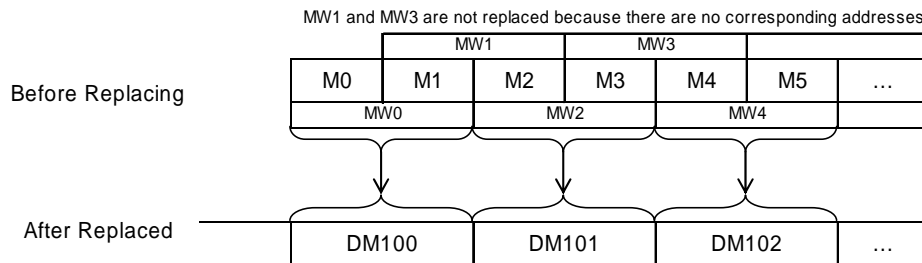 MW1 and MW3 are not replaced because there are no corresponding addresses
MW1 MW3
Before Replacing M0 M1 M2 M3 M4 M5 ...
MW0 MW2 MW4
After Replaced DM100 DM101 DM102 ...